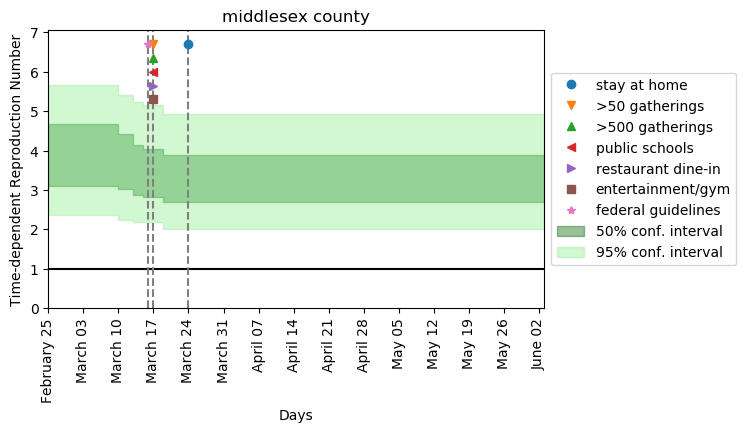 middlesex county
Time-dependent Reproduction Number
7
6
5
4
3
2
1
0
February 25
March 03
March 10
March 17
March 24
March 31
April 07
April 14
April 21
April 28
May 05
May 12
May 19
May 26
June 02
Days
stay at home
>50 gatherings
>500 gatherings
public schools
restaurant dine-in
entertainment/gym
federal guidelines
50% conf. interval
95% conf. interval